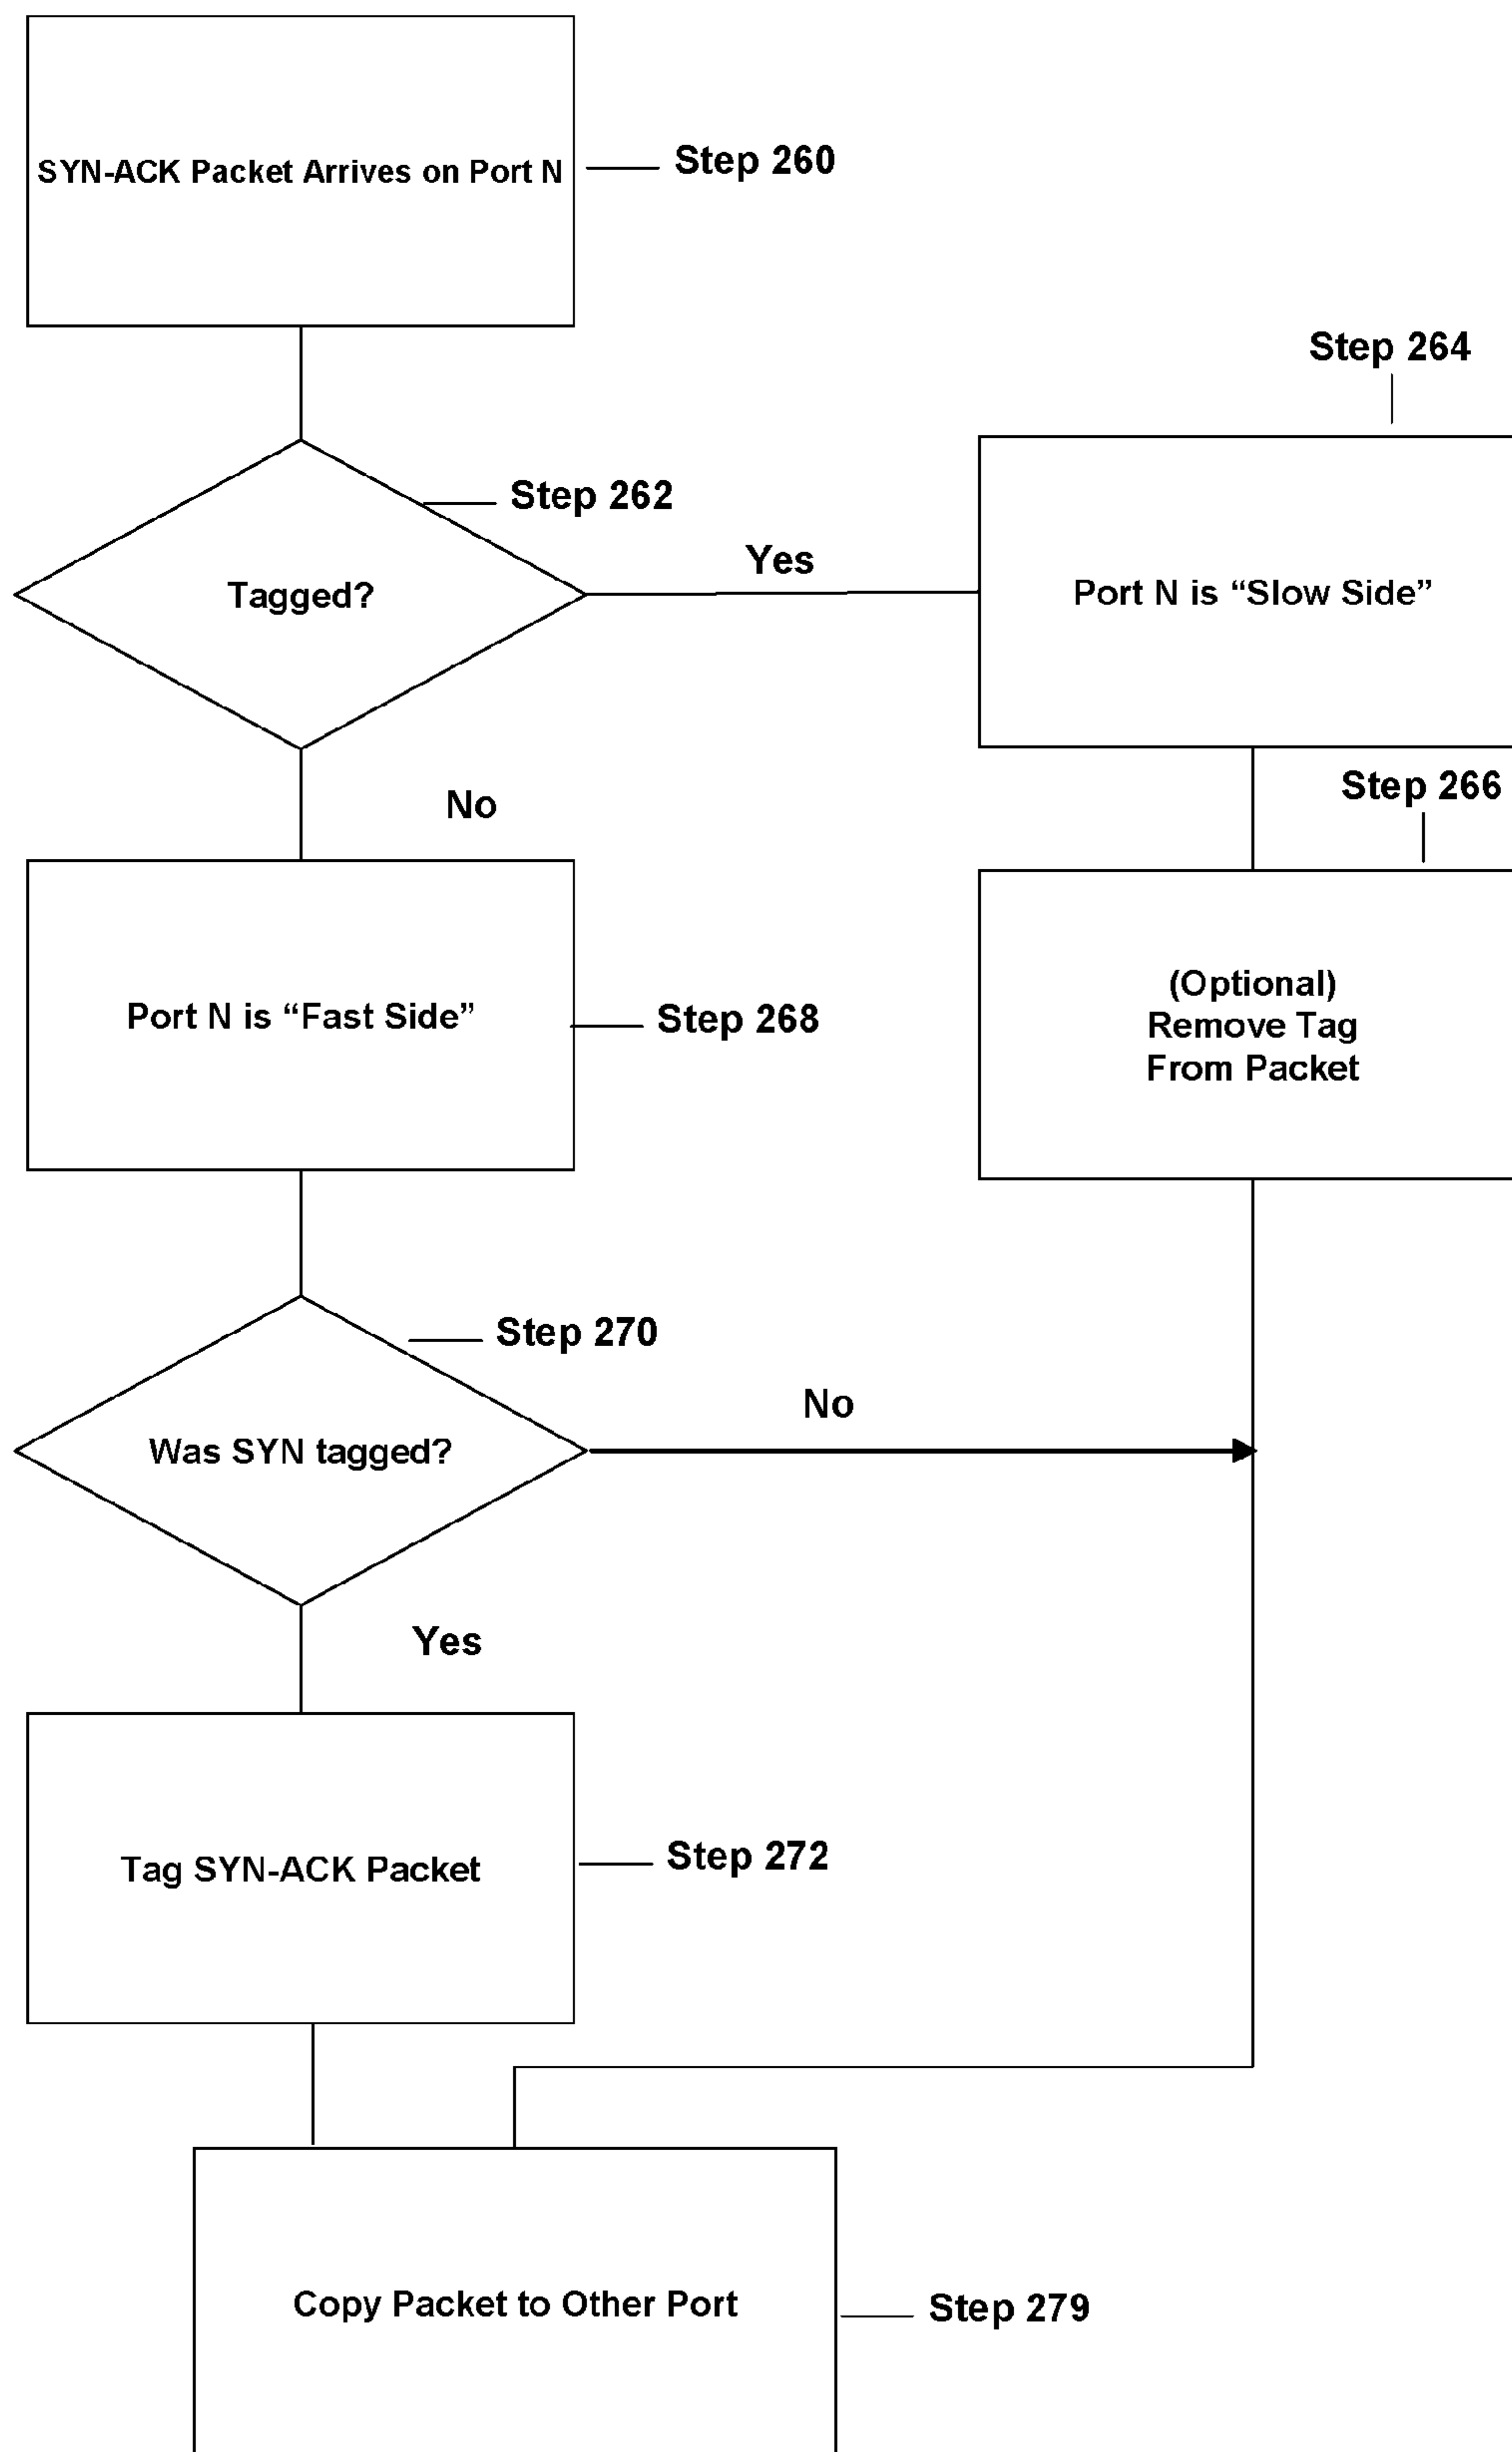 SYN-ACK Packet Arrives on Port N
Step 260
Step 264
Step 262
Tagged?
Yes
Port N is “Slow Side”
No
Step 266
Port N is “Fast Side”
Step 268
(Optional)
Remove Tag
From Packet
Step 270
Was SYN tagged?
No
Yes
Tag SYN-ACK Packet
Step 272
Copy Packet to Other Port
Step 279